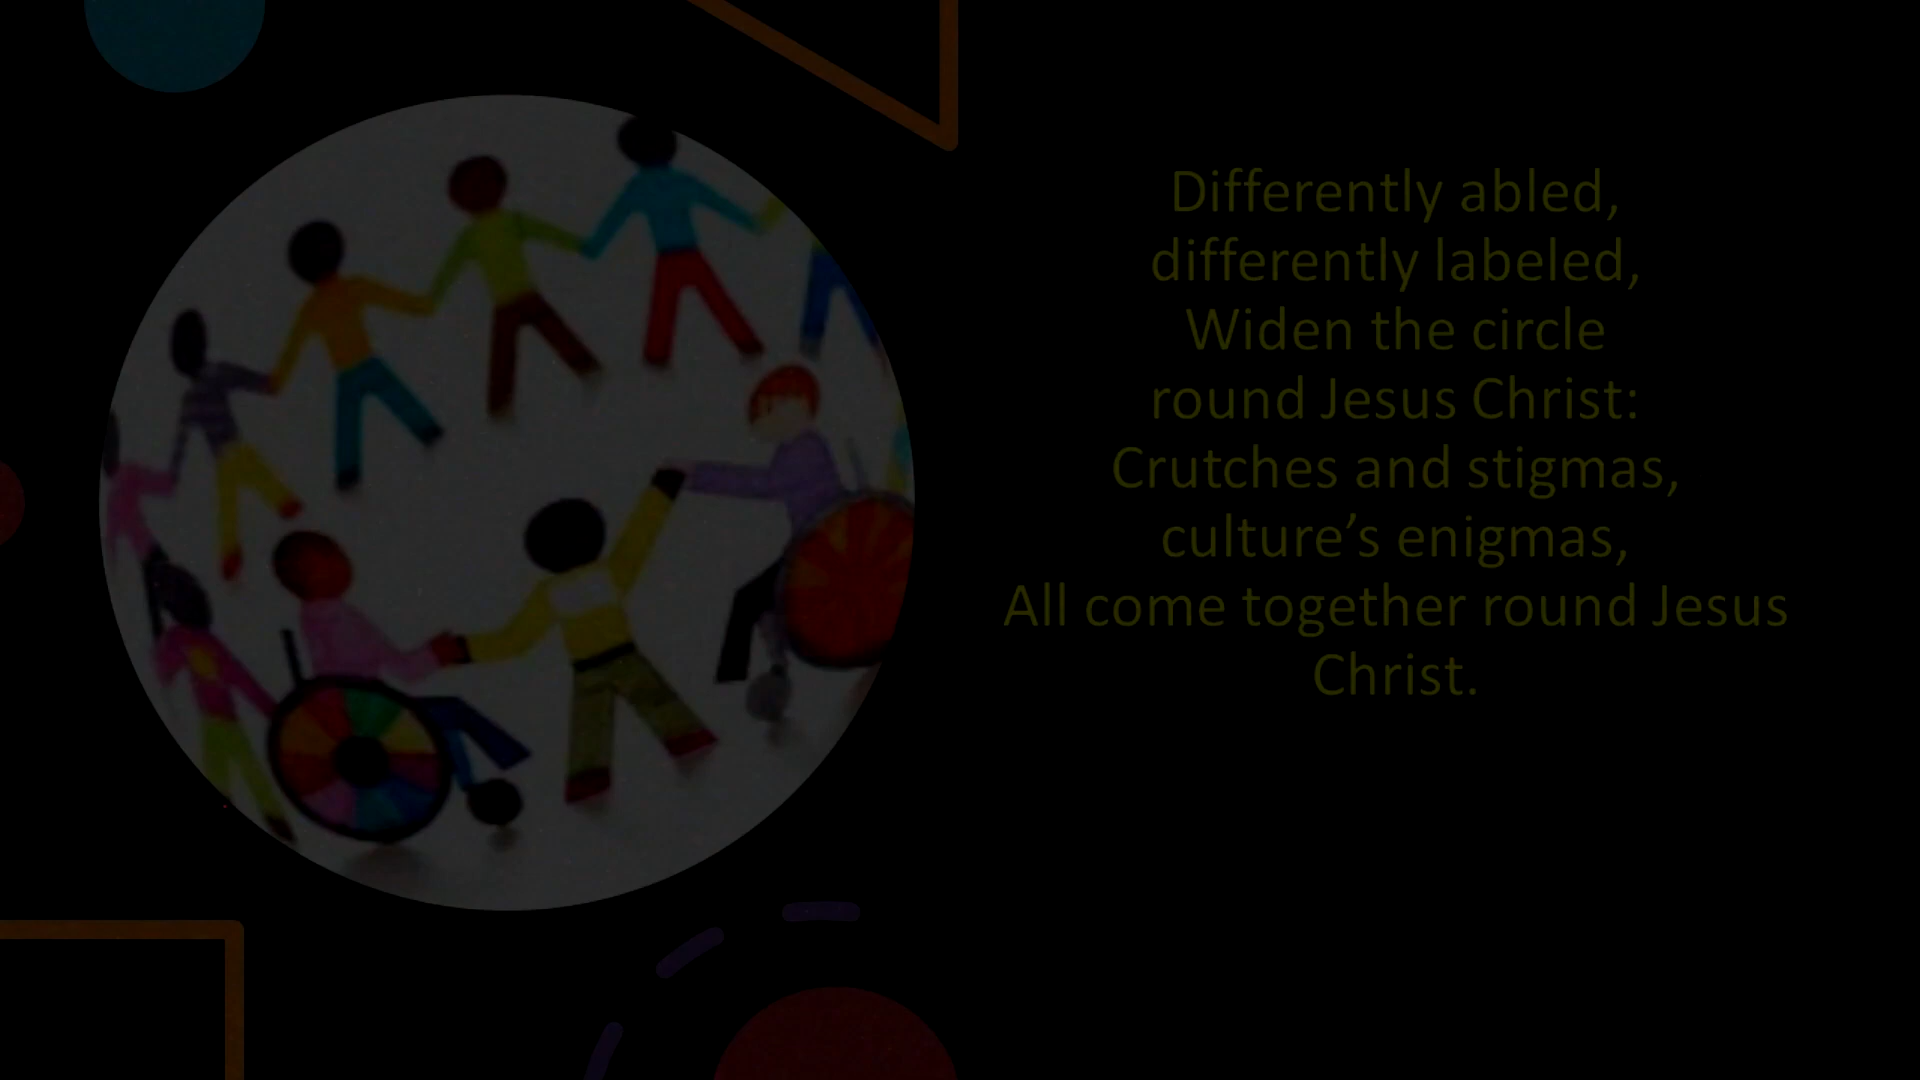 Differently abled,
differently labeled,
Widen the circle
round Jesus Christ:
Crutches and stigmas,
culture’s enigmas,
All come together round Jesus
Christ.